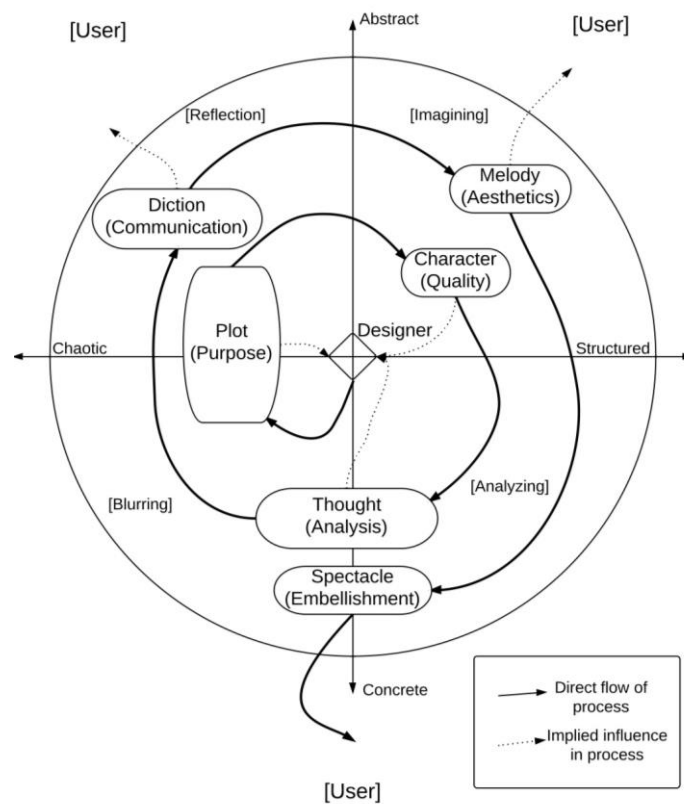 Abstract
[User]
[User]
[Reflection]
[Imagining]
Melody
(Aesthetics)
Diction
(Communication)
Character
(Quality)
Plot
(Purpose)
Designer
Chaotic
Structured
[Blurring]
[Analyzing]
Thought
(Analysis)
Spectacle
(Embellishment)
Concrete
[User]
Direct flow of
process
Implied influence
in process